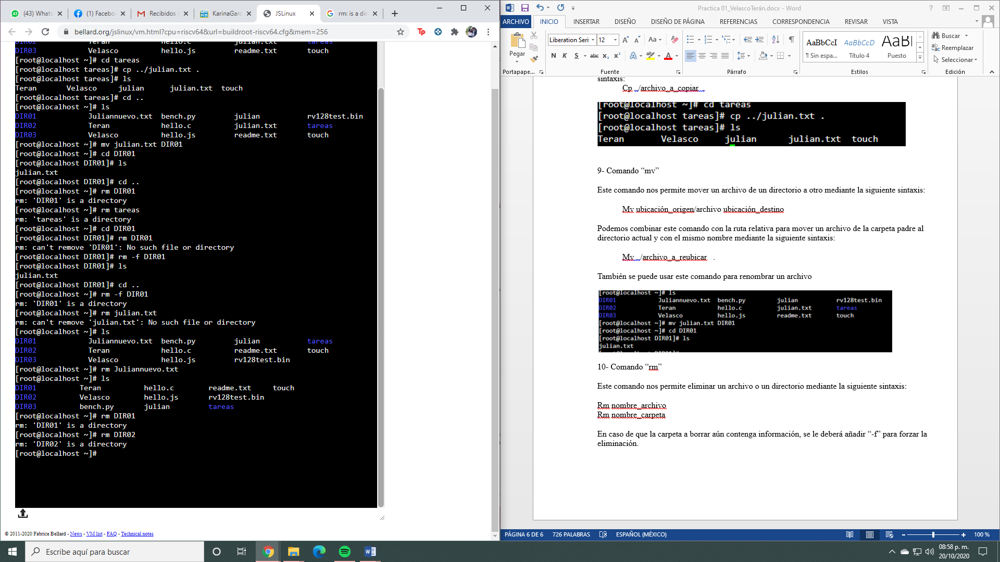 (43) Whats
(1) Facebo
Recibidos
KarinaGarc
JSLinux
rm: is a dir
bellard.org/jslinux/vm.html?cpu=riscv64&url=buildroot-riscv64.cfg&mem=256
DIR02 Teran hello.c julian.txt tareas
DIR03 Velasco hello.js readme.txt touch
[root@localhost ~]# cd tareas
[root@localhost tareas]# cp ../julian.txt .
[root@localhost tareas]# ls
Teran Velasco julian julian.txt touch
[root@localhost tareas]# cd ..
[root@localhost ~]# ls
DIR01 Juliannuevo.txt bench.py julian rv128test.bin
DIR02 Teran hello.c julian.txt tareas
DIR03 Velasco hello.js readme.txt touch
[root@localhost ~]# mv julian.txt DIR01
[root@localhost ~]# cd DIR01
[root@localhost DIR01]# ls
julian.txt
[root@localhost DIR01]# cd ..
[root@localhost ~]# rm DIR01
rm: 'DIR01' is a directory
[root@localhost ~]# rm tareas
rm: 'tareas' is a directory
[root@localhost ~]# cd DIR01
[root@localhost DIR01]# rm DIR01
rm: can't remove 'DIR01': No such file or directory
[root@localhost DIR01]# rm -f DIR01
[root@localhost DIR01]# ls
julian.txt
[root@localhost DIR01]# cd ..
[root@localhost ~]# rm -f DIR01
rm: 'DIR01' is a directory
[root@localhost ~]# rm julian.txt
rm: can't remove 'julian.txt': No such file or directory
[root@localhost ~]# ls
DIR01 Juliannuevo.txt bench.py julian tareas
DIR02 Teran hello.c readme.txt touch
DIR03 Velasco hello.js rv128test.bin
[root@localhost ~]# rm Juliannuevo.txt
[root@localhost ~]# ls
DIR01 Teran hello.c readme.txt touch
DIR02 Velasco hello.js rv128test.bin
DIR03 bench.py julian tareas
[root@localhost ~]# rm DIR01
rm: 'DIR01' is a directory
[root@localhost ~]# rm DIR02
rm: 'DIR02' is a directory
[root@localhost ~]#
© 2011-2020 Fabrice Bellard - News - VM list - FAQ - Technical notes
Practica 01_VelascoTerán.docx - Word
ARCHIVO INICIO INSERTAR DISEÑO DISEÑO DE PÁGINA REFERENCIAS CORRESPONDENCIA REVISAR VISTA
Pegar
Liberation Seri 12
Aa
N K S abc x₂ x²
AaBbCcI AaBbCcD AaBl
¶ Sin espa... Título 4 Puesto
Buscar
Reemplazar
Seleccionar
Portapape... Fuente Párrafo Estilos Edición
sintaxis:
Cp ../archivo_a_copiar .
[root@localhost ~]# cd tareas
[root@localhost tareas]# cp ../julian.txt .
[root@localhost tareas]# ls
Teran Velasco julian julian.txt touch
9- Comando “mv”
Este comando nos permite mover un archivo de un directorio a otro mediante la siguiente sintaxis:
Mv ubicación_origen/archivo ubicación_destino
Podemos combinar este comando con la ruta relativa para mover un archivo de la carpeta padre al
directorio actual y con el mismo nombre mediante la siguiente sintaxis:
Mv ../archivo_a_reubicar .
También se puede usar este comando para renombrar un archivo
[root@localhost ~]# ls
DIR01 Juliannuevo.txt bench.py julian rv128test.bin
DIR02 Teran hello.c julian.txt tareas
DIR03 Velasco hello.js readme.txt touch
[root@localhost ~]# mv julian.txt DIR01
[root@localhost ~]# cd DIR01
[root@localhost DIR01]# ls
julian.txt
10- Comando “rm”
Este comando nos permite eliminar un archivo o un directorio mediante la siguiente sintaxis:
Rm nombre_archivo
Rm nombre_carpeta
En caso de que la carpeta a borrar aún contenga información, se le deberá añadir “-f” para forzar la
eliminación.
PÁGINA 6 DE 6 726 PALABRAS ESPAÑOL (MÉXICO) 100 %
Escribe aquí para buscar
08:58 p. m.
20/10/2020